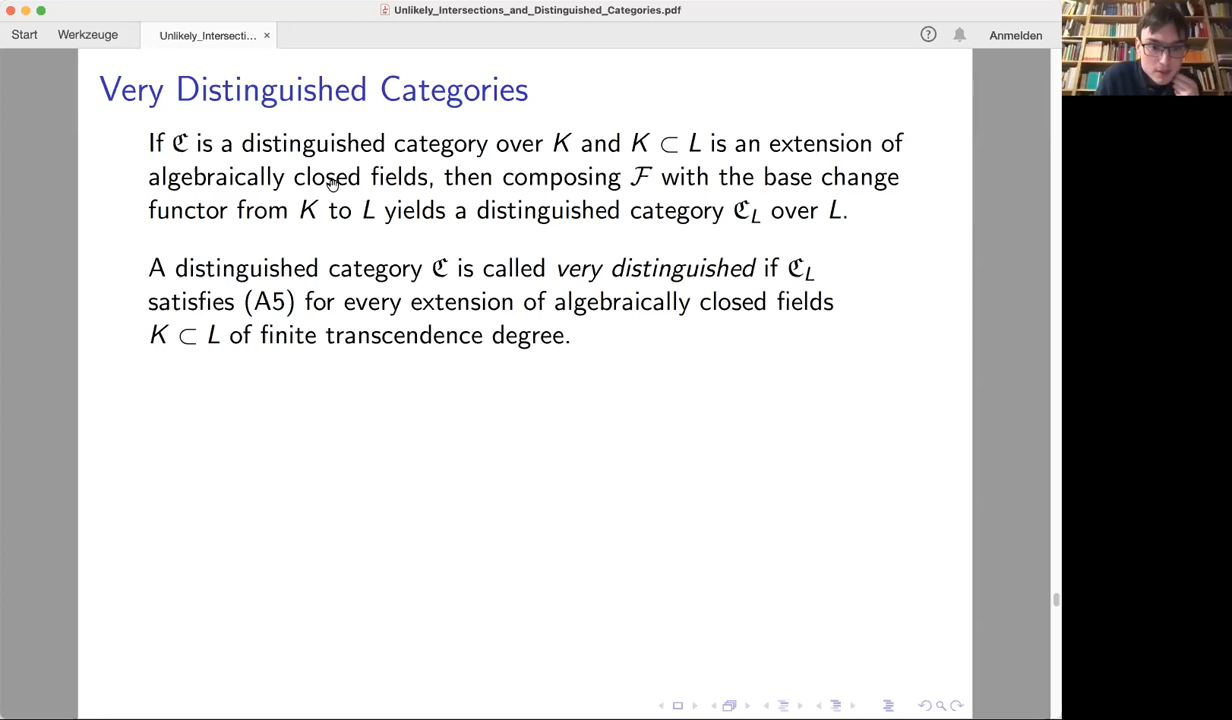 Unlikely_Intersections_and_Distinguished_Categories.pdf
Start Werkzeuge Unlikely_Intersecti... × Anmelden
Very Distinguished Categories
If ℭ is a distinguished category over K and K ⊂ L is an extension of
algebraically closed fields, then composing ℱ with the base change
functor from K to L yields a distinguished category ℭ_L over L.
A distinguished category ℭ is called very distinguished if ℭ_L
satisfies (A5) for every extension of algebraically closed fields
K ⊂ L of finite transcendence degree.